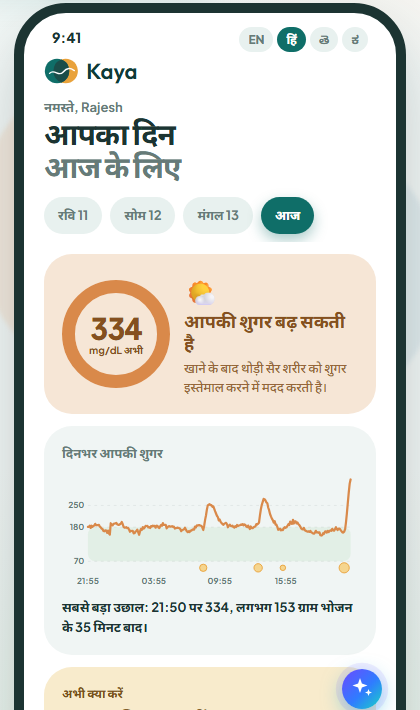 9:41
EN
हिं
తె
ಕ
Kaya
नमस्ते, Rajesh
आपका दिन
आज के लिए
रवि 11
सोम 12
मंगल 13
आज
334
mg/dL अभी
आपकी शुगर बढ़ सकती
है
खाने के बाद थोड़ी सैर शरीर को शुगर
इस्तेमाल करने में मदद करती है।
दिनभर आपकी शुगर
250
180
70
21:55
03:55
09:55
15:55
सबसे बड़ा उछाल: 21:50 पर 334, लगभग 153 ग्राम भोजन
के 35 मिनट बाद।
अभी क्या करें